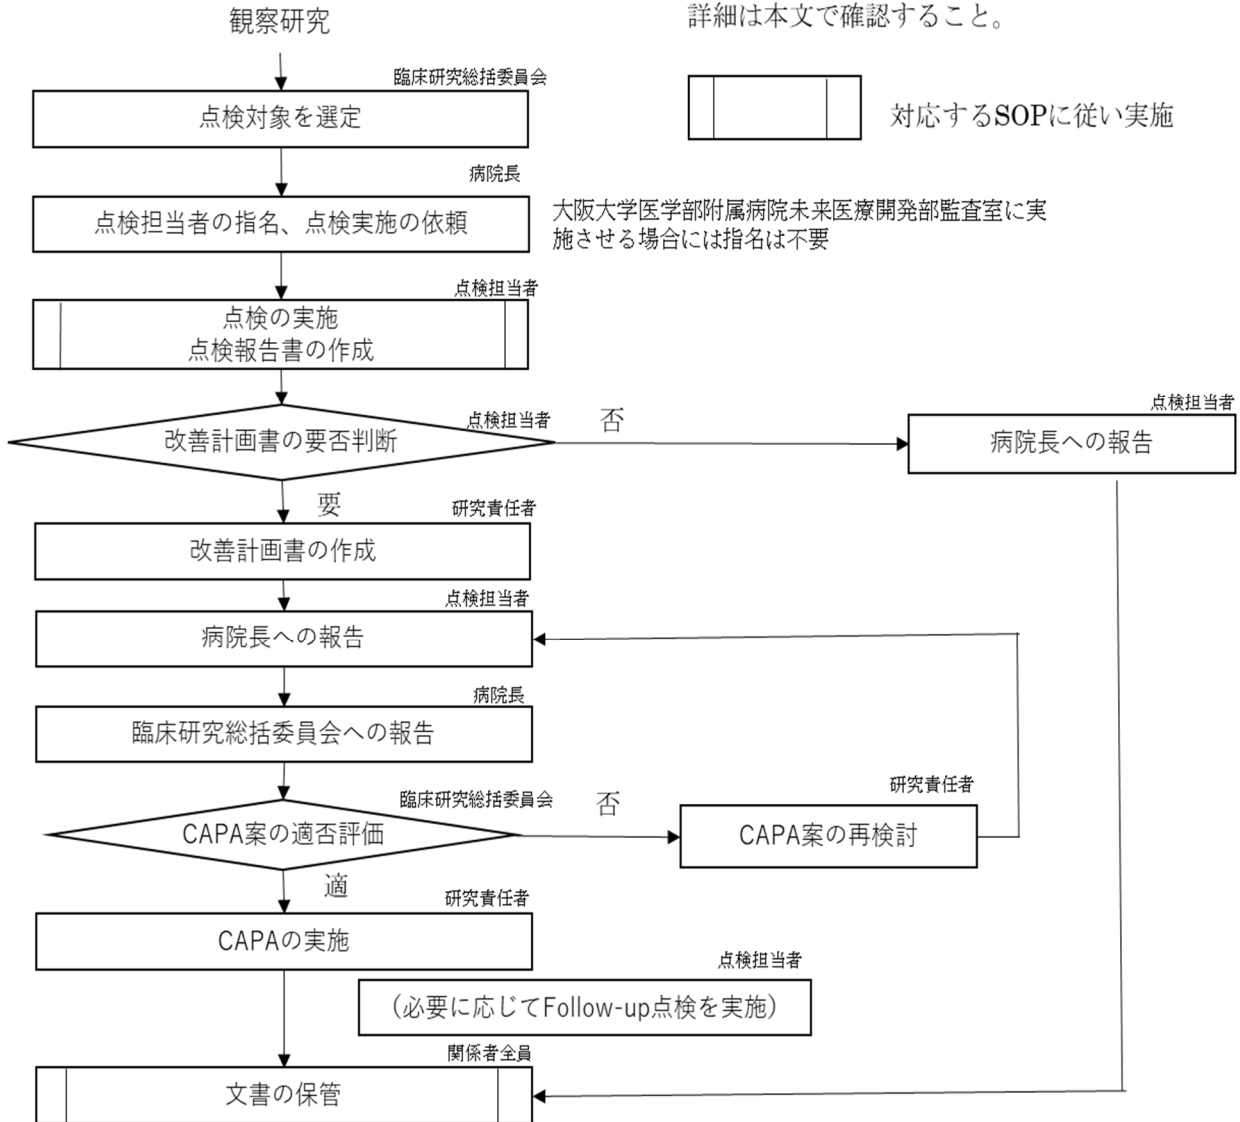 観察研究
詳細は本文で確認すること。
対応するSOPに従い実施
臨床研究総括委員会
点検対象を選定
病院長
点検担当者の指名、点検実施の依頼
大阪大学医学部附属病院未来医療開発部監査室に実
施させる場合には指名は不要
点検担当者
点検の実施
点検報告書の作成
点検担当者
改善計画書の要否判断
否
点検担当者
病院長への報告
要
研究責任者
改善計画書の作成
点検担当者
病院長への報告
病院長
臨床研究総括委員会への報告
臨床研究総括委員会
CAPA案の適否評価
否
研究責任者
CAPA案の再検討
適
研究責任者
CAPAの実施
点検担当者
（必要に応じてFollow-up点検を実施）
関係者全員
文書の保管